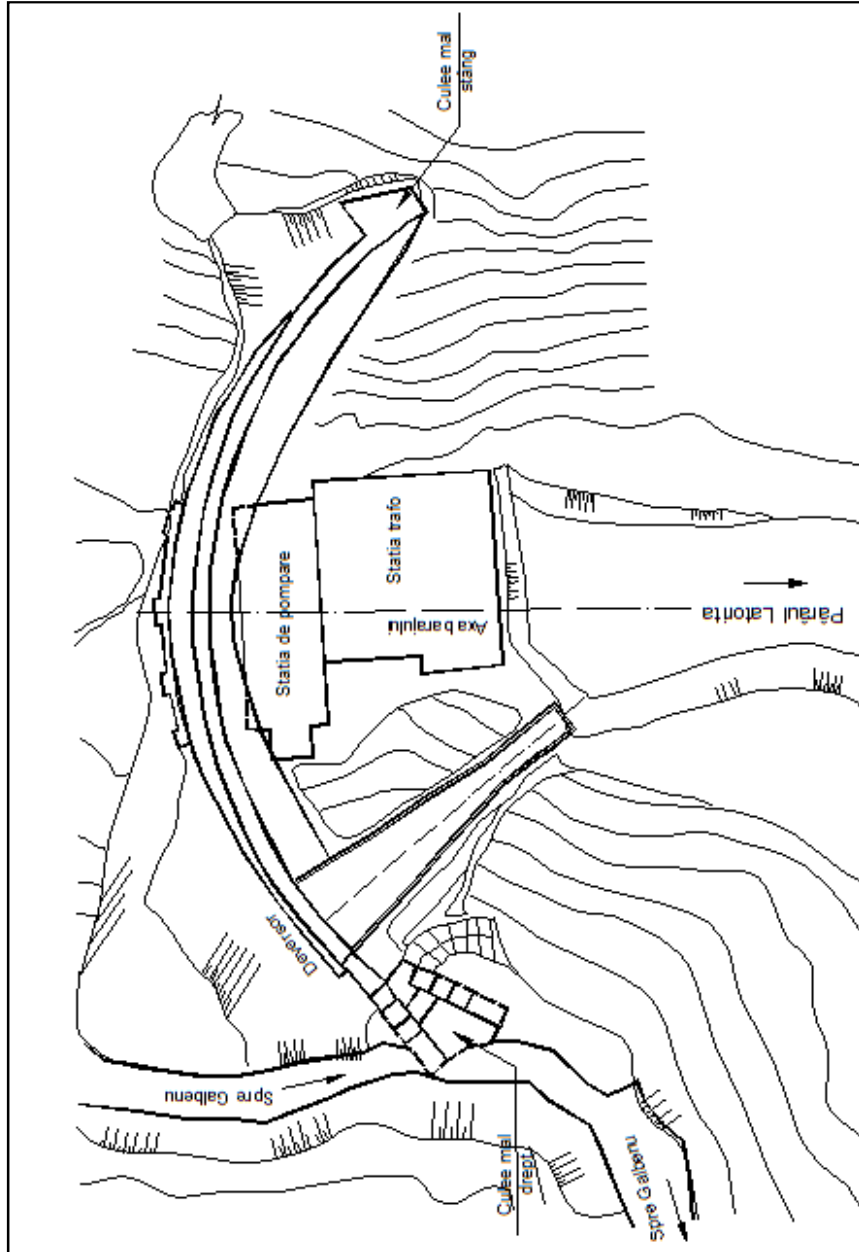 Culee mal
stâng
Statia trafo
Statia de pompare
Axa barajului
Pârâul Latorita
Deversor
Spre Galbenu
Culee mal
drept
Spre Galbenu